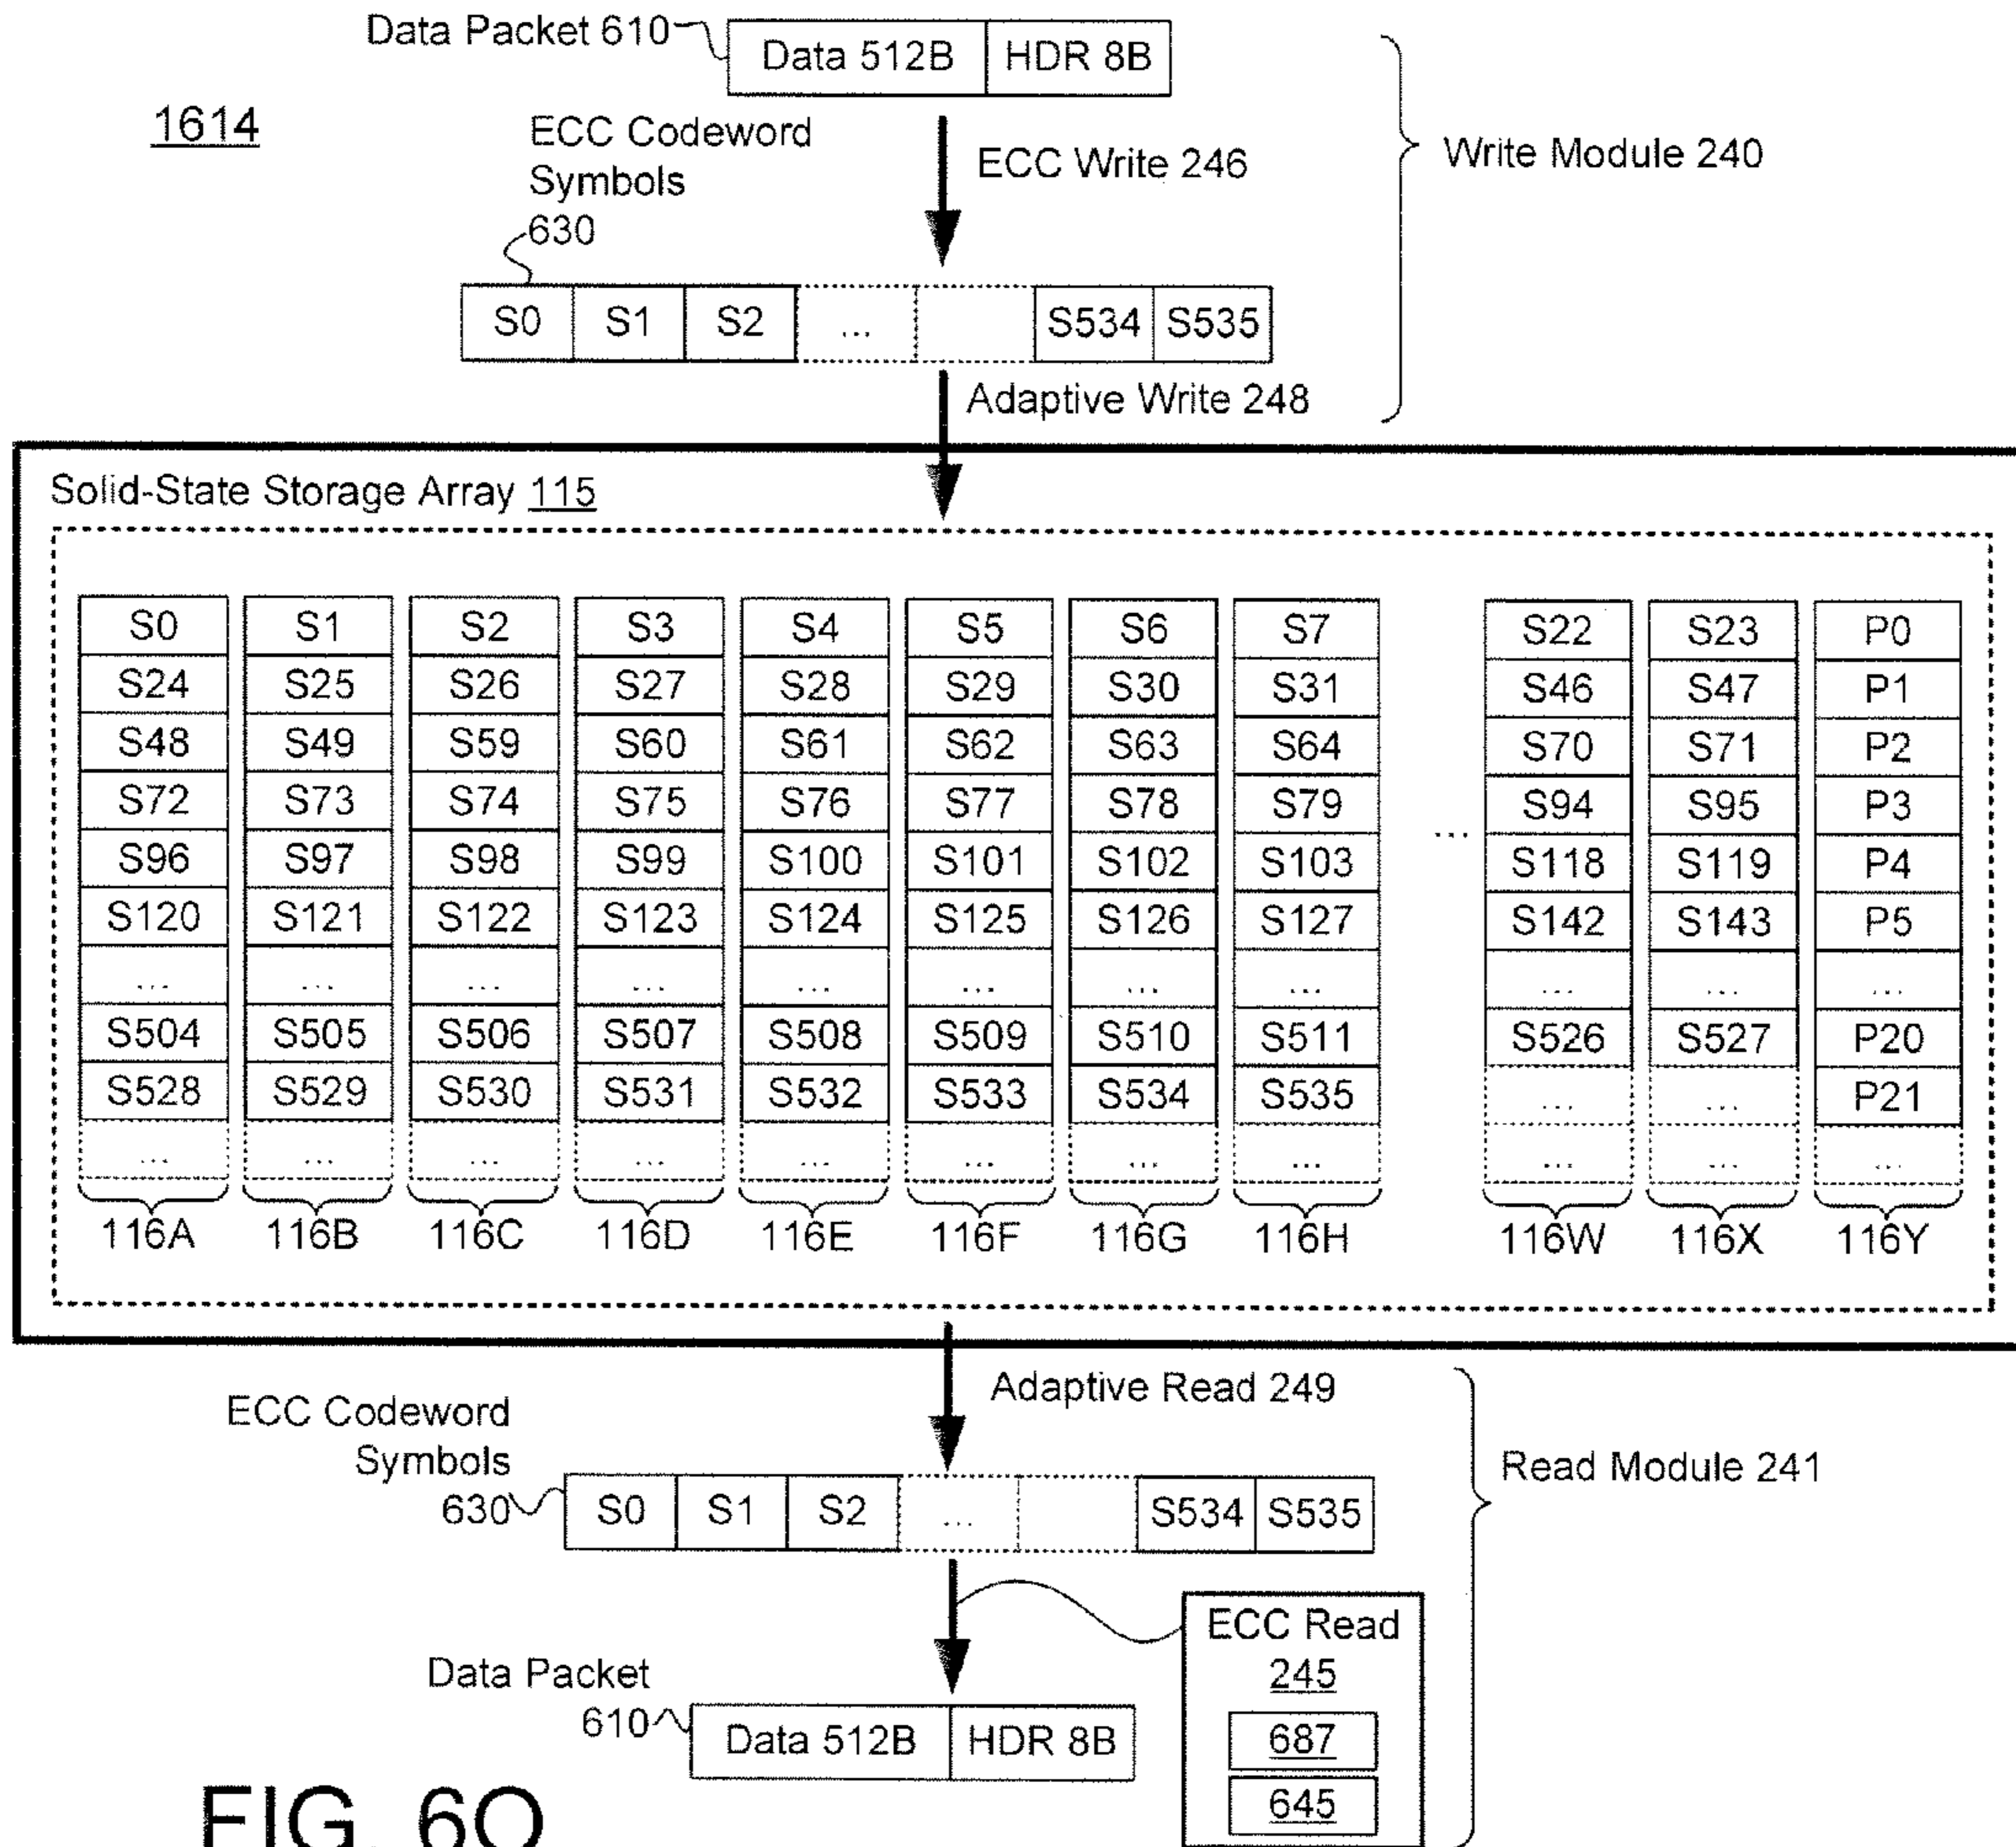 Data Packet 610
Data 512B HDR 8B
1614
ECC Codeword
Symbols
630
ECC Write 246
Write Module 240
S0 S1 S2 ... S534 S535
Adaptive Write 248
Solid-State Storage Array 115
S0 S1 S2 S3 S4 S5 S6 S7 S22 S23 P0
S24 S25 S26 S27 S28 S29 S30 S31 S46 S47 P1
S48 S49 S59 S60 S61 S62 S63 S64 S70 S71 P2
S72 S73 S74 S75 S76 S77 S78 S79 ... S94 S95 P3
S96 S97 S98 S99 S100 S101 S102 S103 S118 S119 P4
S120 S121 S122 S123 S124 S125 S126 S127 S142 S143 P5
... ... ... ... ... ... ... ... ... ... ...
S504 S505 S506 S507 S508 S509 S510 S511 S526 S527 P20
S528 S529 S530 S531 S532 S533 S534 S535 ... ... P21
... ... ... ... ... ... ... ... ... ... ...
116A 116B 116C 116D 116E 116F 116G 116H 116W 116X 116Y
Adaptive Read 249
ECC Codeword
Symbols
630
Read Module 241
S0 S1 S2 ... S534 S535
ECC Read
245
687
645
Data Packet
610
Data 512B HDR 8B
FIG. 6O